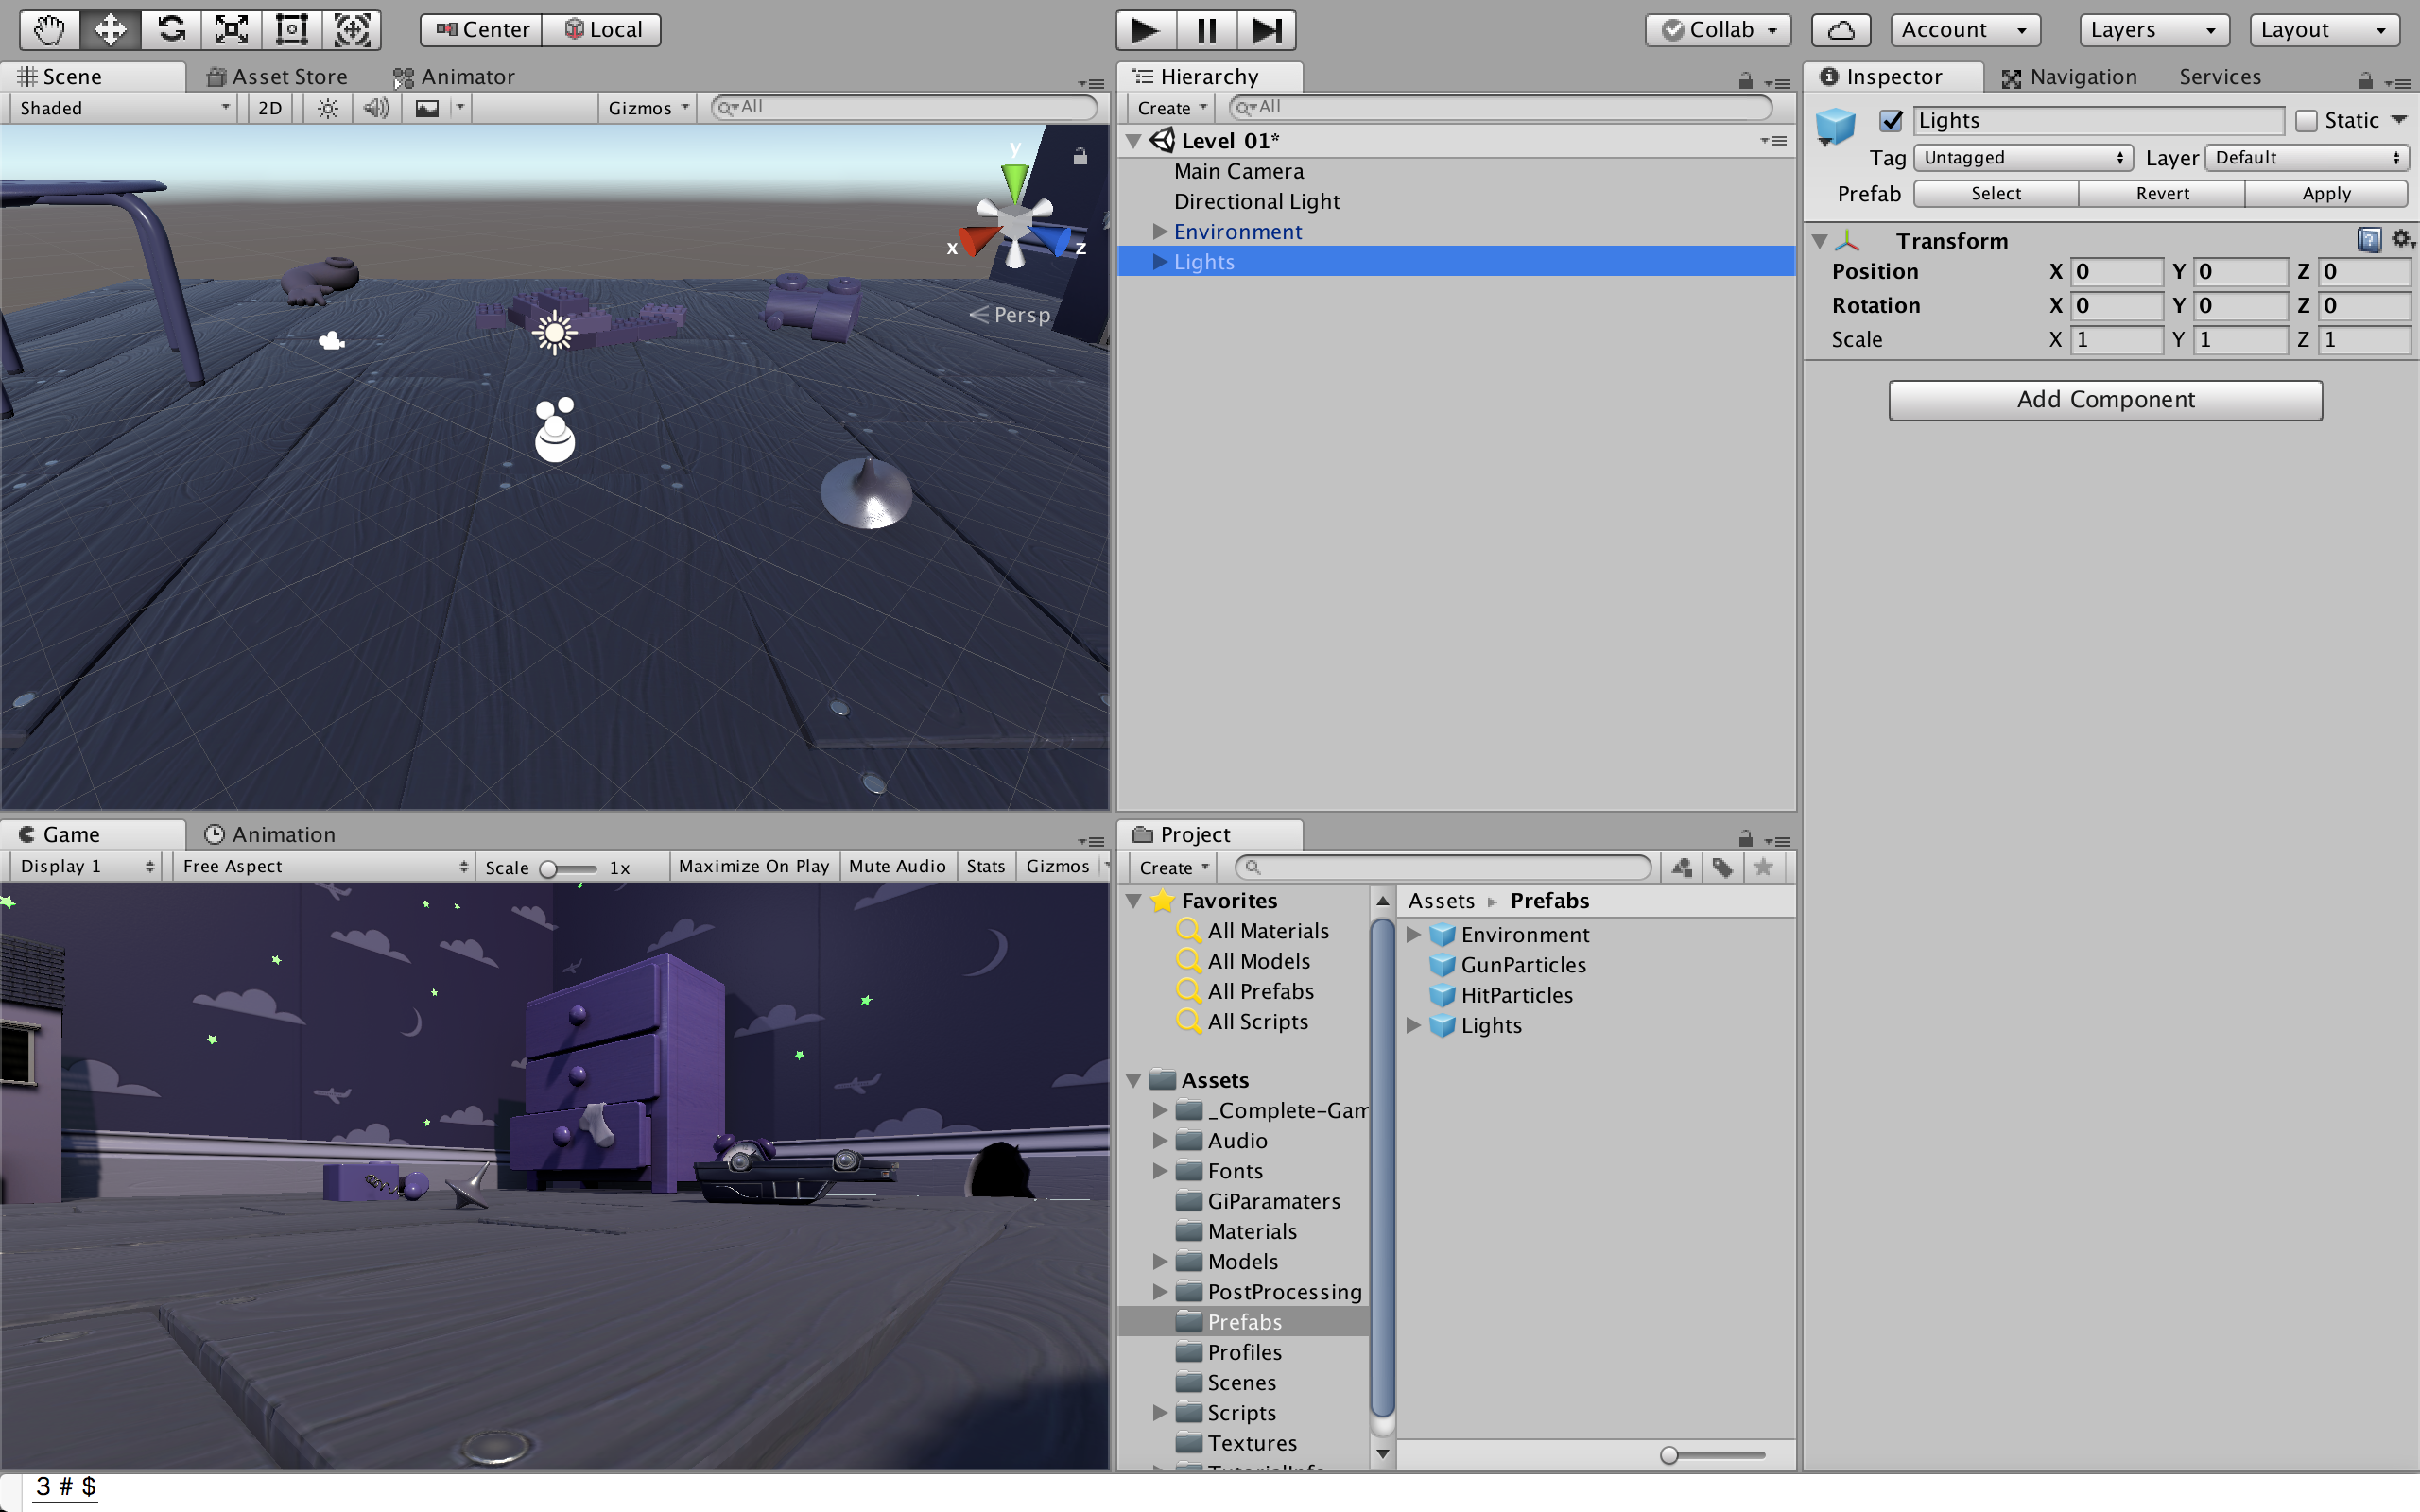 Center Local Collab Account Layers Layout
Scene Asset Store Animator
Shaded 2D Gizmos All
y
x z
Persp
Hierarchy
Create All
Level 01*
Main Camera
Directional Light
Environment
Lights
Inspector Navigation Services
Lights Static
Tag Untagged Layer Default
Prefab Select Revert Apply
Transform
Position X 0 Y 0 Z 0
Rotation X 0 Y 0 Z 0
Scale X 1 Y 1 Z 1
Add Component
Game Animation
Display 1 Free Aspect Scale 1x Maximize On Play Mute Audio Stats Gizmos
Project
Create
Favorites
All Materials
All Models
All Prefabs
All Scripts
Assets
_Complete-Gam
Audio
Fonts
GiParamaters
Materials
Models
PostProcessing
Prefabs
Profiles
Scenes
Scripts
Textures
Assets Prefabs
Environment
GunParticles
HitParticles
Lights
3 # $